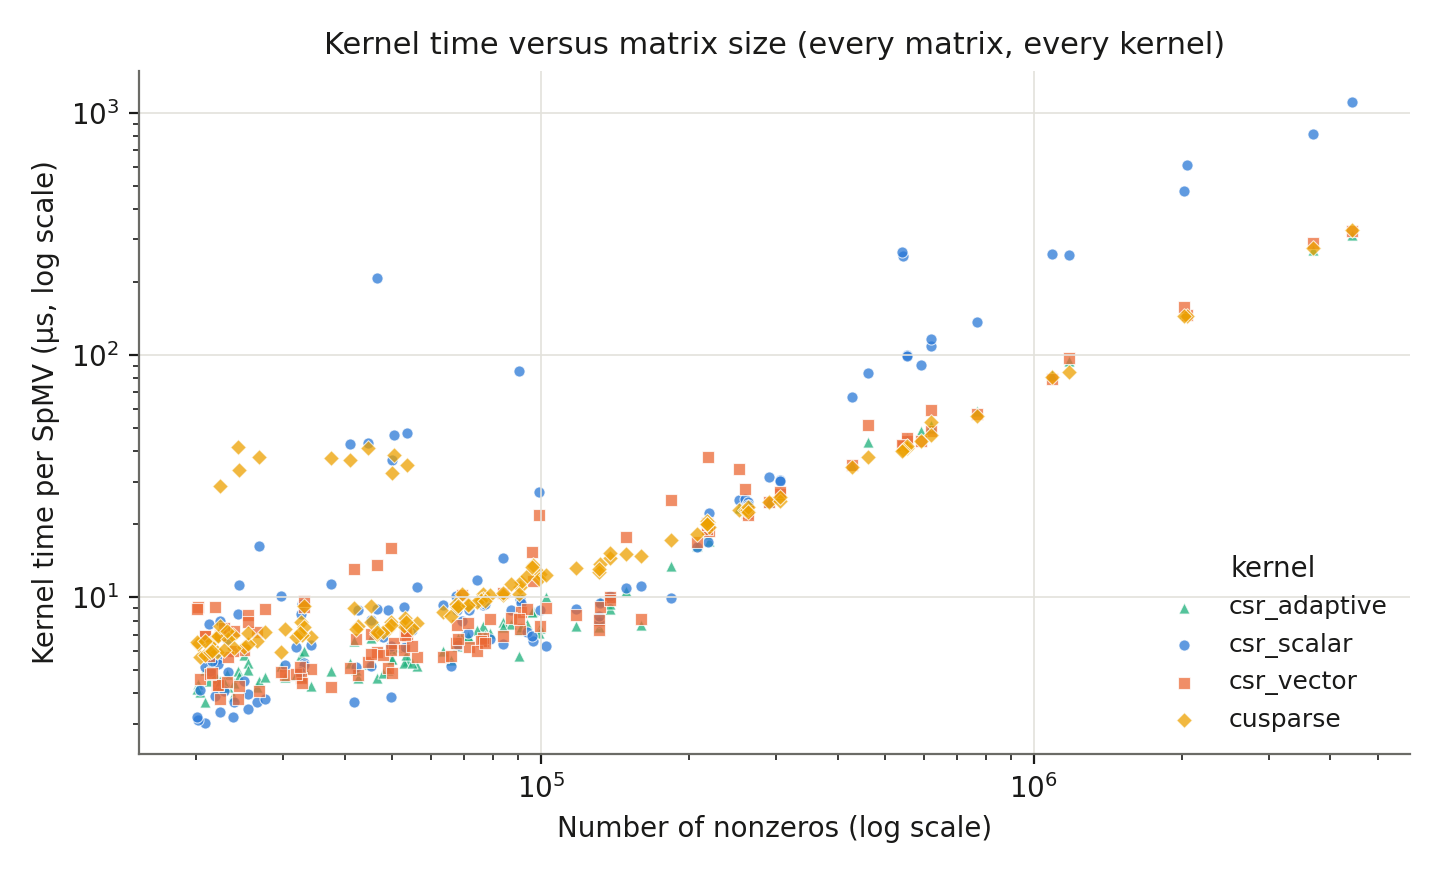 Kernel time versus matrix size (every matrix, every kernel)
Kernel time per SpMV (µs, log scale)
10³
10²
10¹
kernel
csr_adaptive
csr_scalar
csr_vector
cusparse
10⁵
10⁶
Number of nonzeros (log scale)